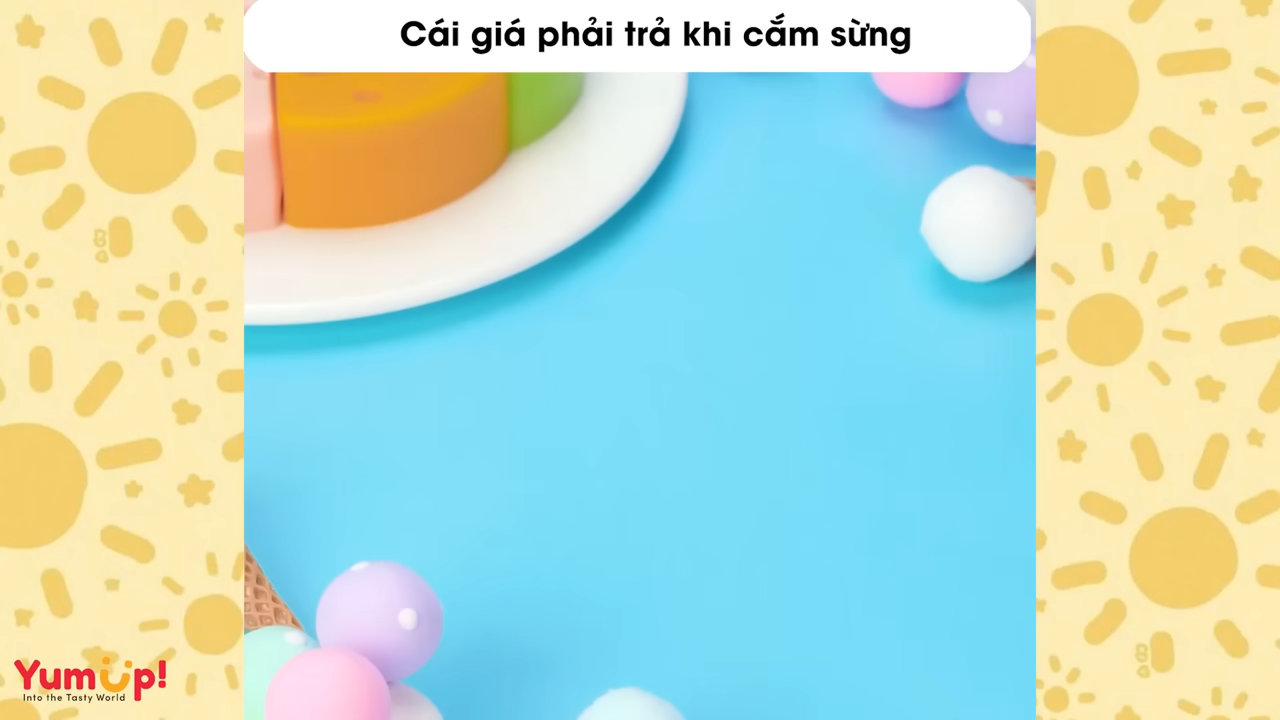 Cái giá phải trả khi cắm sừng
YumUp!
Into the Tasty World